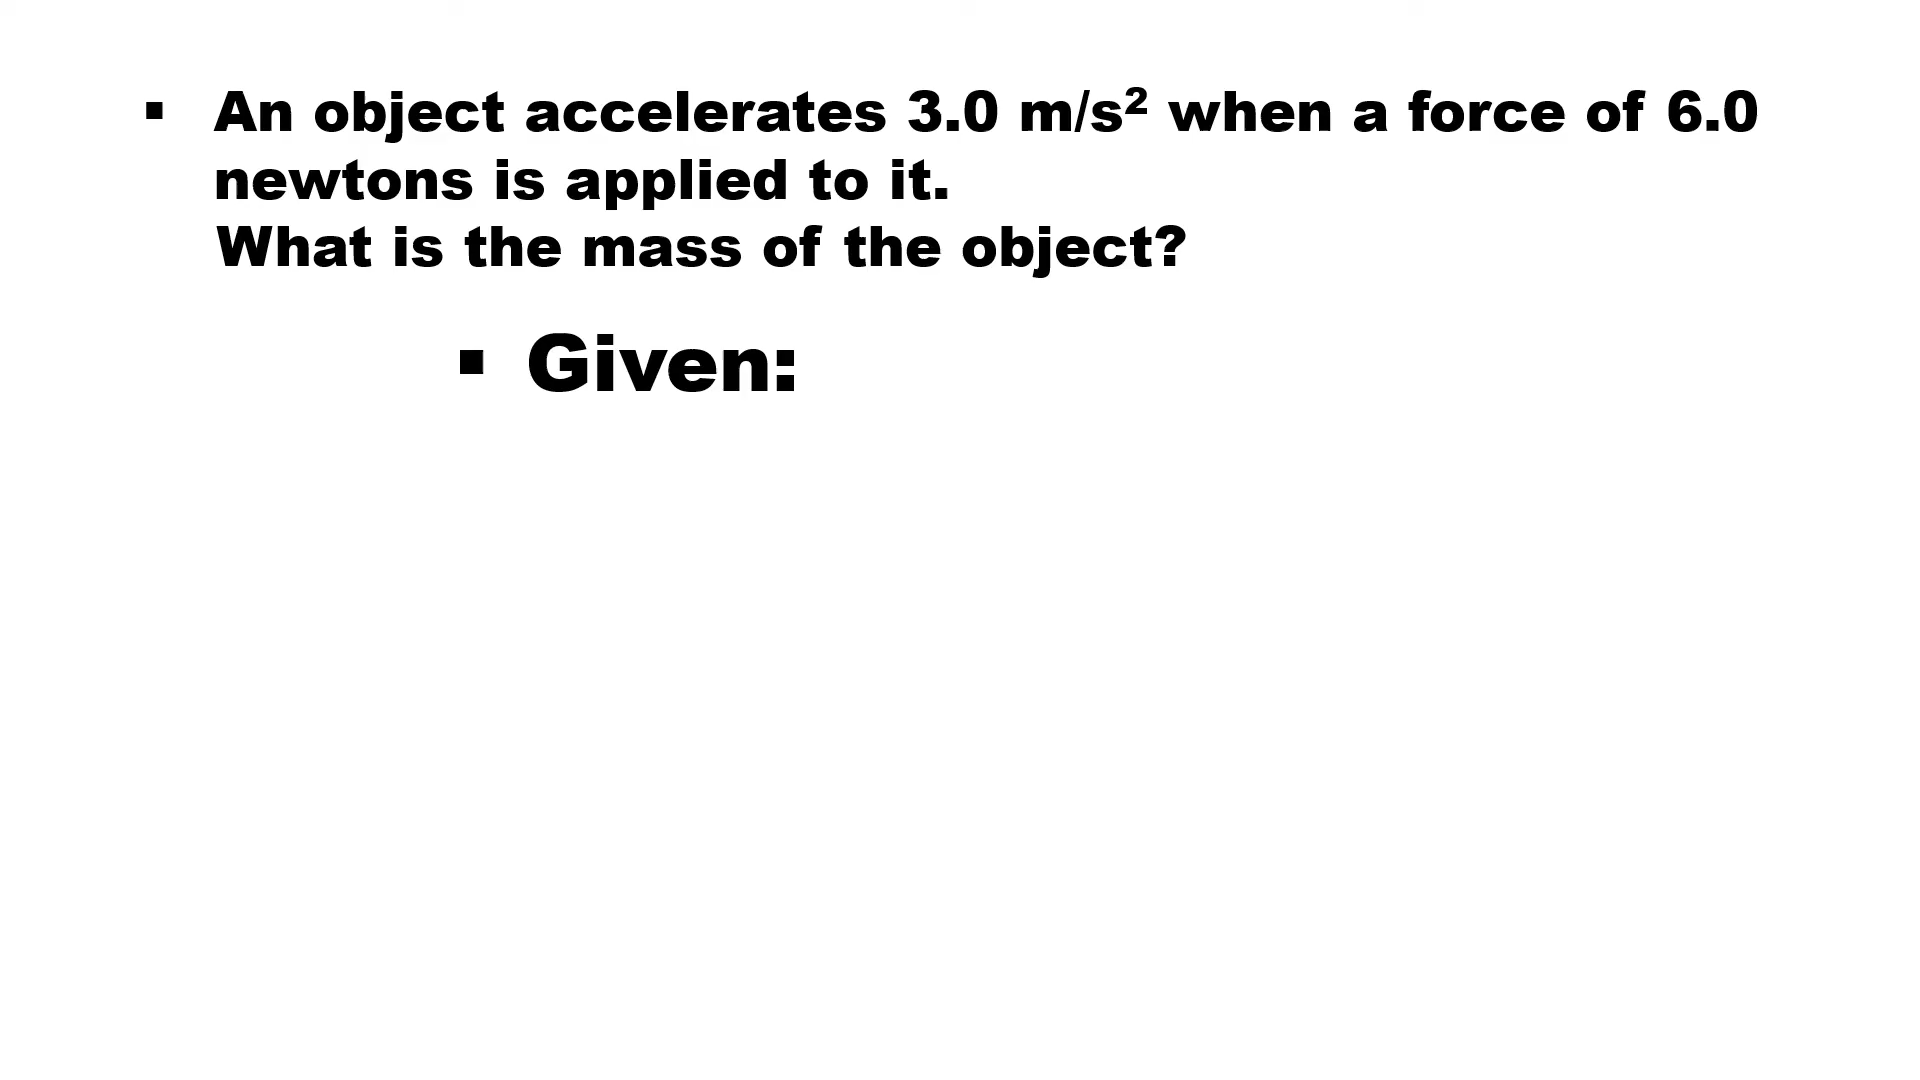 ▪ An object accelerates 3.0 m/s² when a force of 6.0
newtons is applied to it.
What is the mass of the object?
▪ Given: